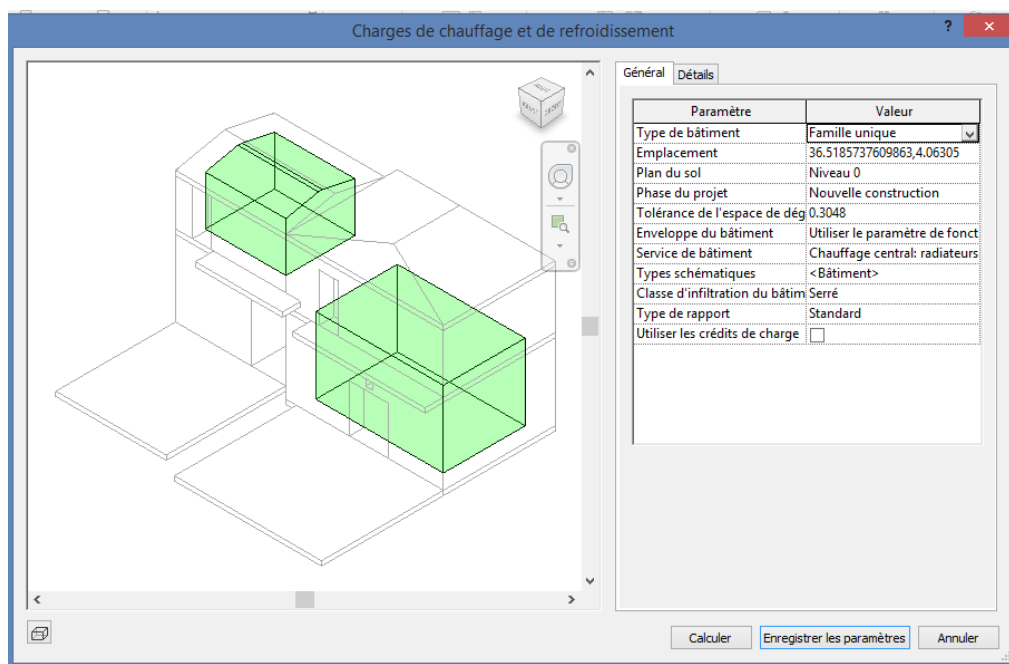 Charges de chauffage et de refroidissement
?
Général Détails
Paramètre Valeur
Type de bâtiment Famille unique
Emplacement 36.5185737609863,4.06305
Plan du sol Niveau 0
Phase du projet Nouvelle construction
Tolérance de l'espace de dég 0.3048
Enveloppe du bâtiment Utiliser le paramètre de fonct
Service de bâtiment Chauffage central: radiateurs
Types schématiques <Bâtiment>
Classe d'infiltration du bâtim Serré
Type de rapport Standard
Utiliser les crédits de charge
Calculer Enregistrer les paramètres Annuler